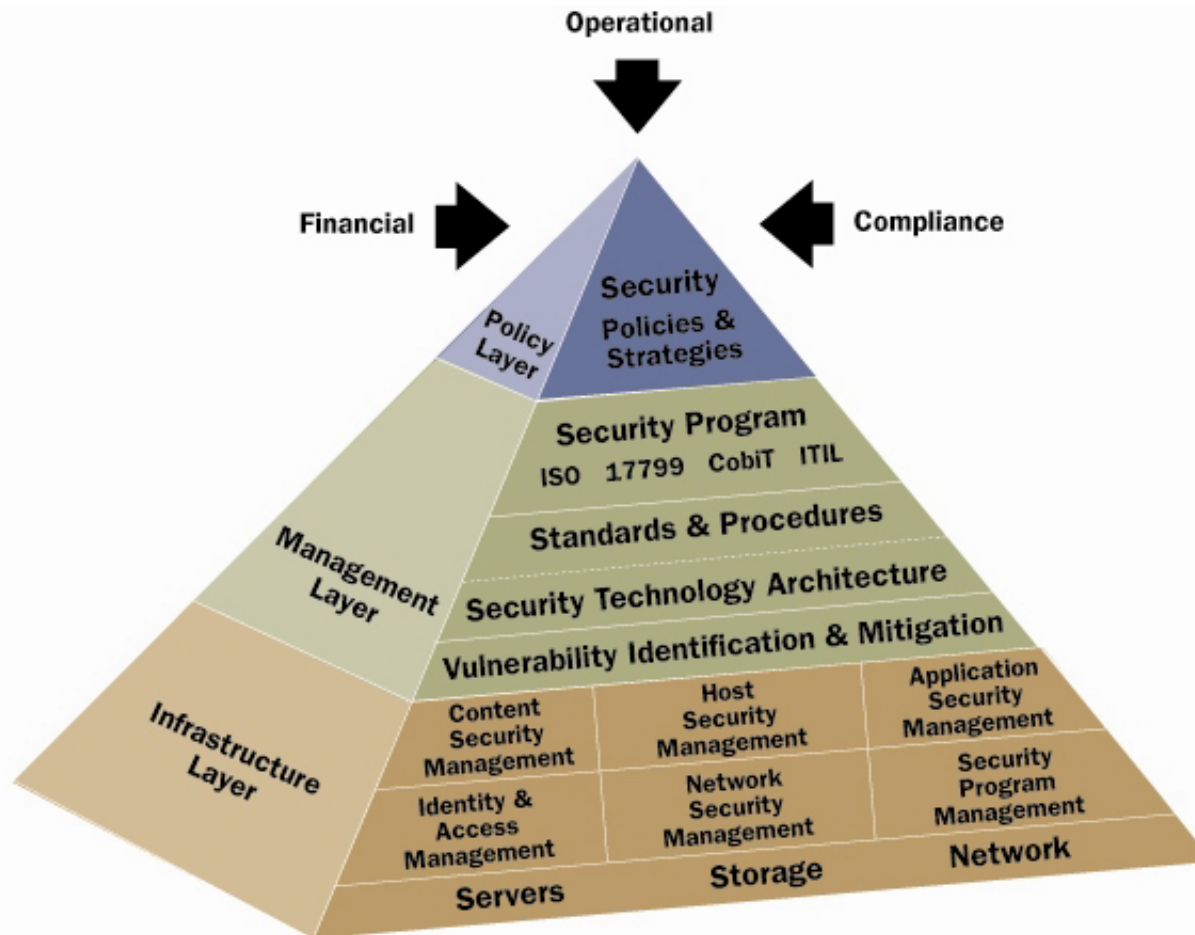 Operational
Financial
Compliance
Policy
Layer
Security
Policies &
Strategies
Management
Layer
Security Program
ISO 17799 CobiT ITIL
Standards & Procedures
Security Technology Architecture
Vulnerability Identification & Mitigation
Infrastructure
Layer
Content
Security
Management
Host
Security
Management
Application
Security
Management
Identity &
Access
Management
Network
Security
Management
Security
Program
Management
Servers Storage Network